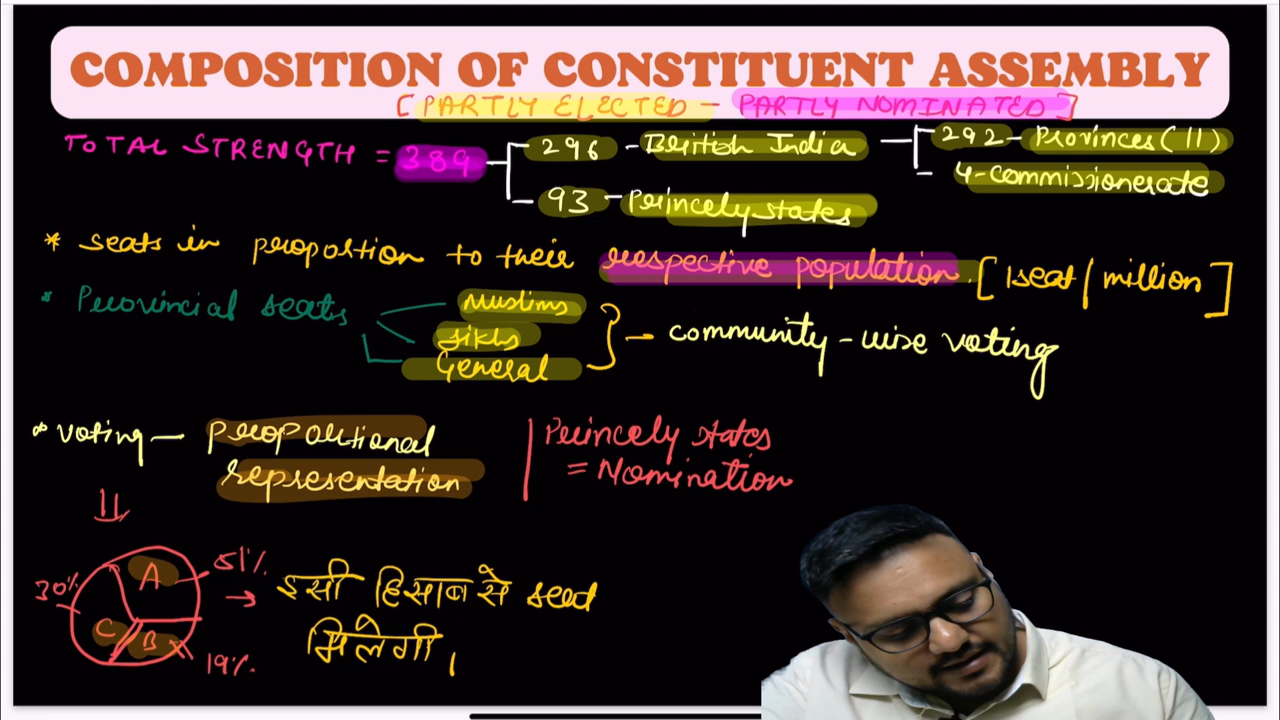 COMPOSITION OF CONSTITUENT ASSEMBLY
[PARTLY ELECTED - PARTLY NOMINATED]
TOTAL STRENGTH = 389
296 - British India
292 - Provinces (11)
4 - commissionerate
93 - Princely states
* seats in proportion to their respective population. [1seat/million]
* Provincial seats
Muslims
Sikhs
General
- community-wise voting
* voting - proportional
representation
Princely states
= Nomination
30%
A
51%
C
B
19%
→ इसी हिसाब से seed
मिलेगी।